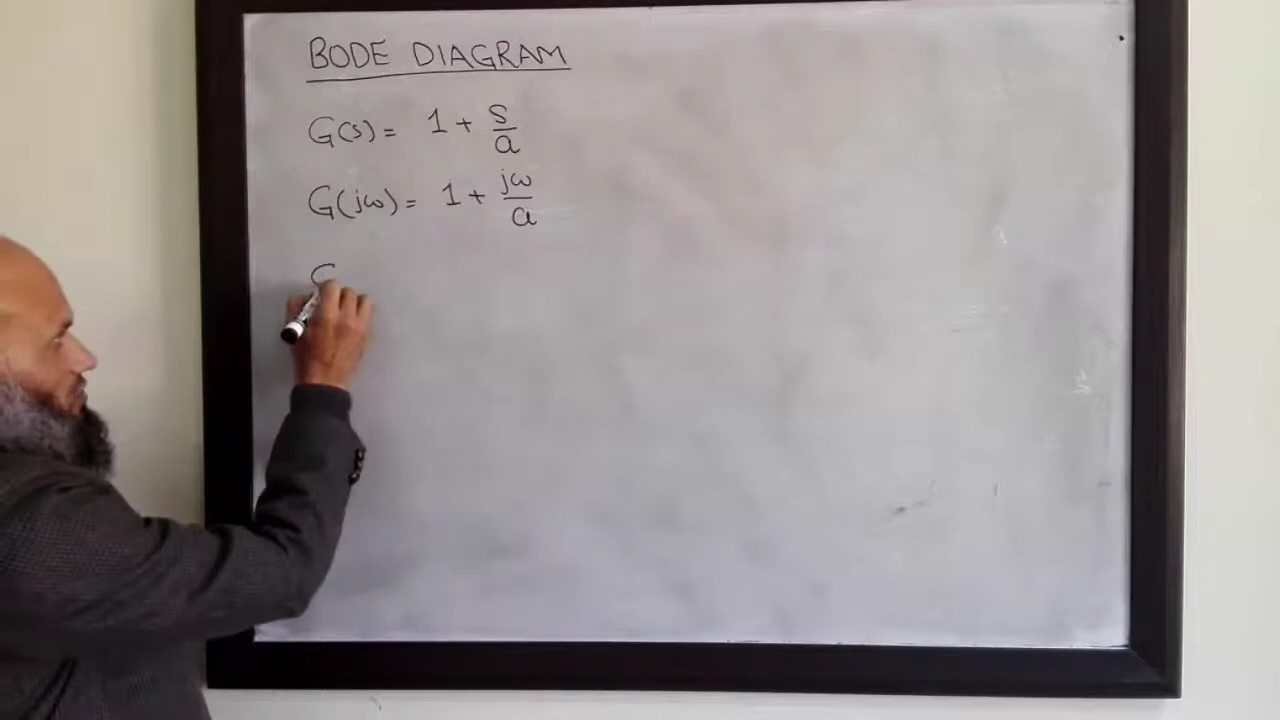 BODE DIAGRAM
G(s) = 1 + s/a
G(jω) = 1 + jω/a
G